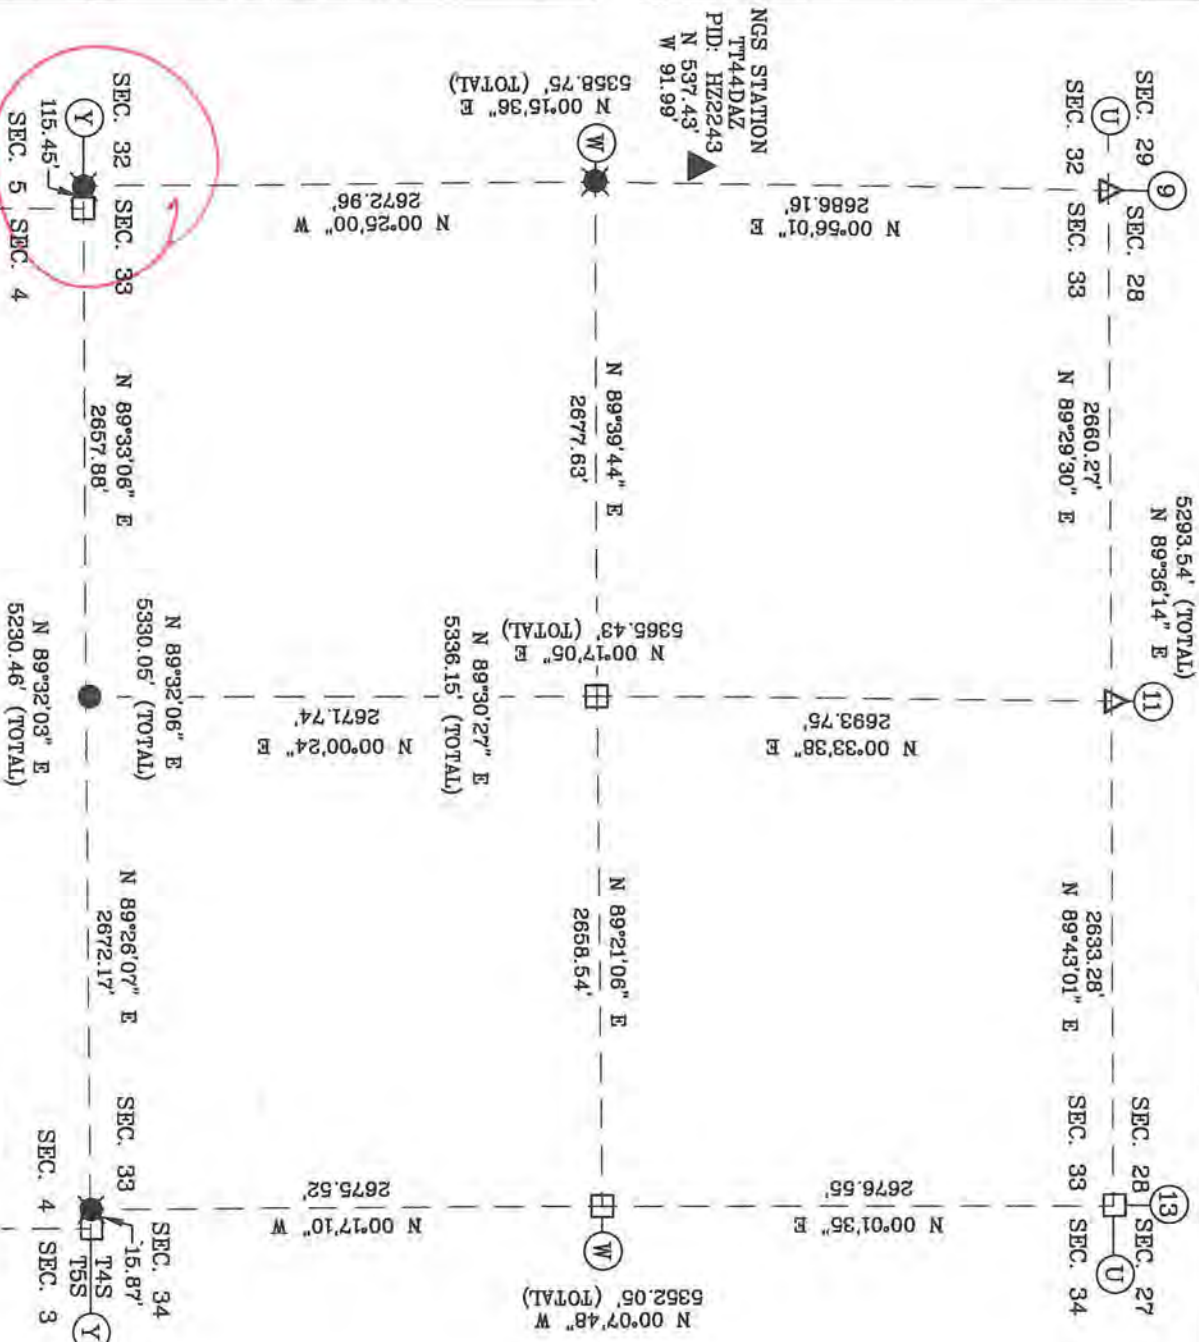 SEC. 29
SEC. 28
9
U
SEC. 32
SEC. 33
5293.54' (TOTAL)
N 89°36'14" E
2660.27'
N 89°29'30" E
11
2633.28'
N 89°43'01" E
SEC. 28
SEC. 27
13
U
SEC. 33
SEC. 34
NGS STATION
TT44DAZ
PID: HZ2243
N 537.43'
W 91.99'
N 00°56'01" E
2686.16'
N 00°33'38" E
2693.75'
N 00°01'35" E
2676.55'
N 00°15'36" E
5358.75' (TOTAL)
W
N 89°39'44" E
2677.63'
N 00°17'05" E
5365.43' (TOTAL)
N 89°21'06" E
2658.54'
W
N 00°07'48" W
5352.05' (TOTAL)
N 89°30'27" E
5336.15' (TOTAL)
N 00°25'00" W
2672.96'
N 00°00'24" E
2671.74'
N 00°17'10" W
2675.52'
SEC. 32
SEC. 33
Y
115.45'
SEC. 5
SEC. 4
N 89°33'06" E
2657.88'
N 89°32'06" E
5330.05' (TOTAL)
N 89°26'07" E
2672.17'
N 89°32'03" E
5230.46' (TOTAL)
SEC. 33
SEC. 34
15.87'
T4S
T5S
Y
SEC. 4
SEC. 3